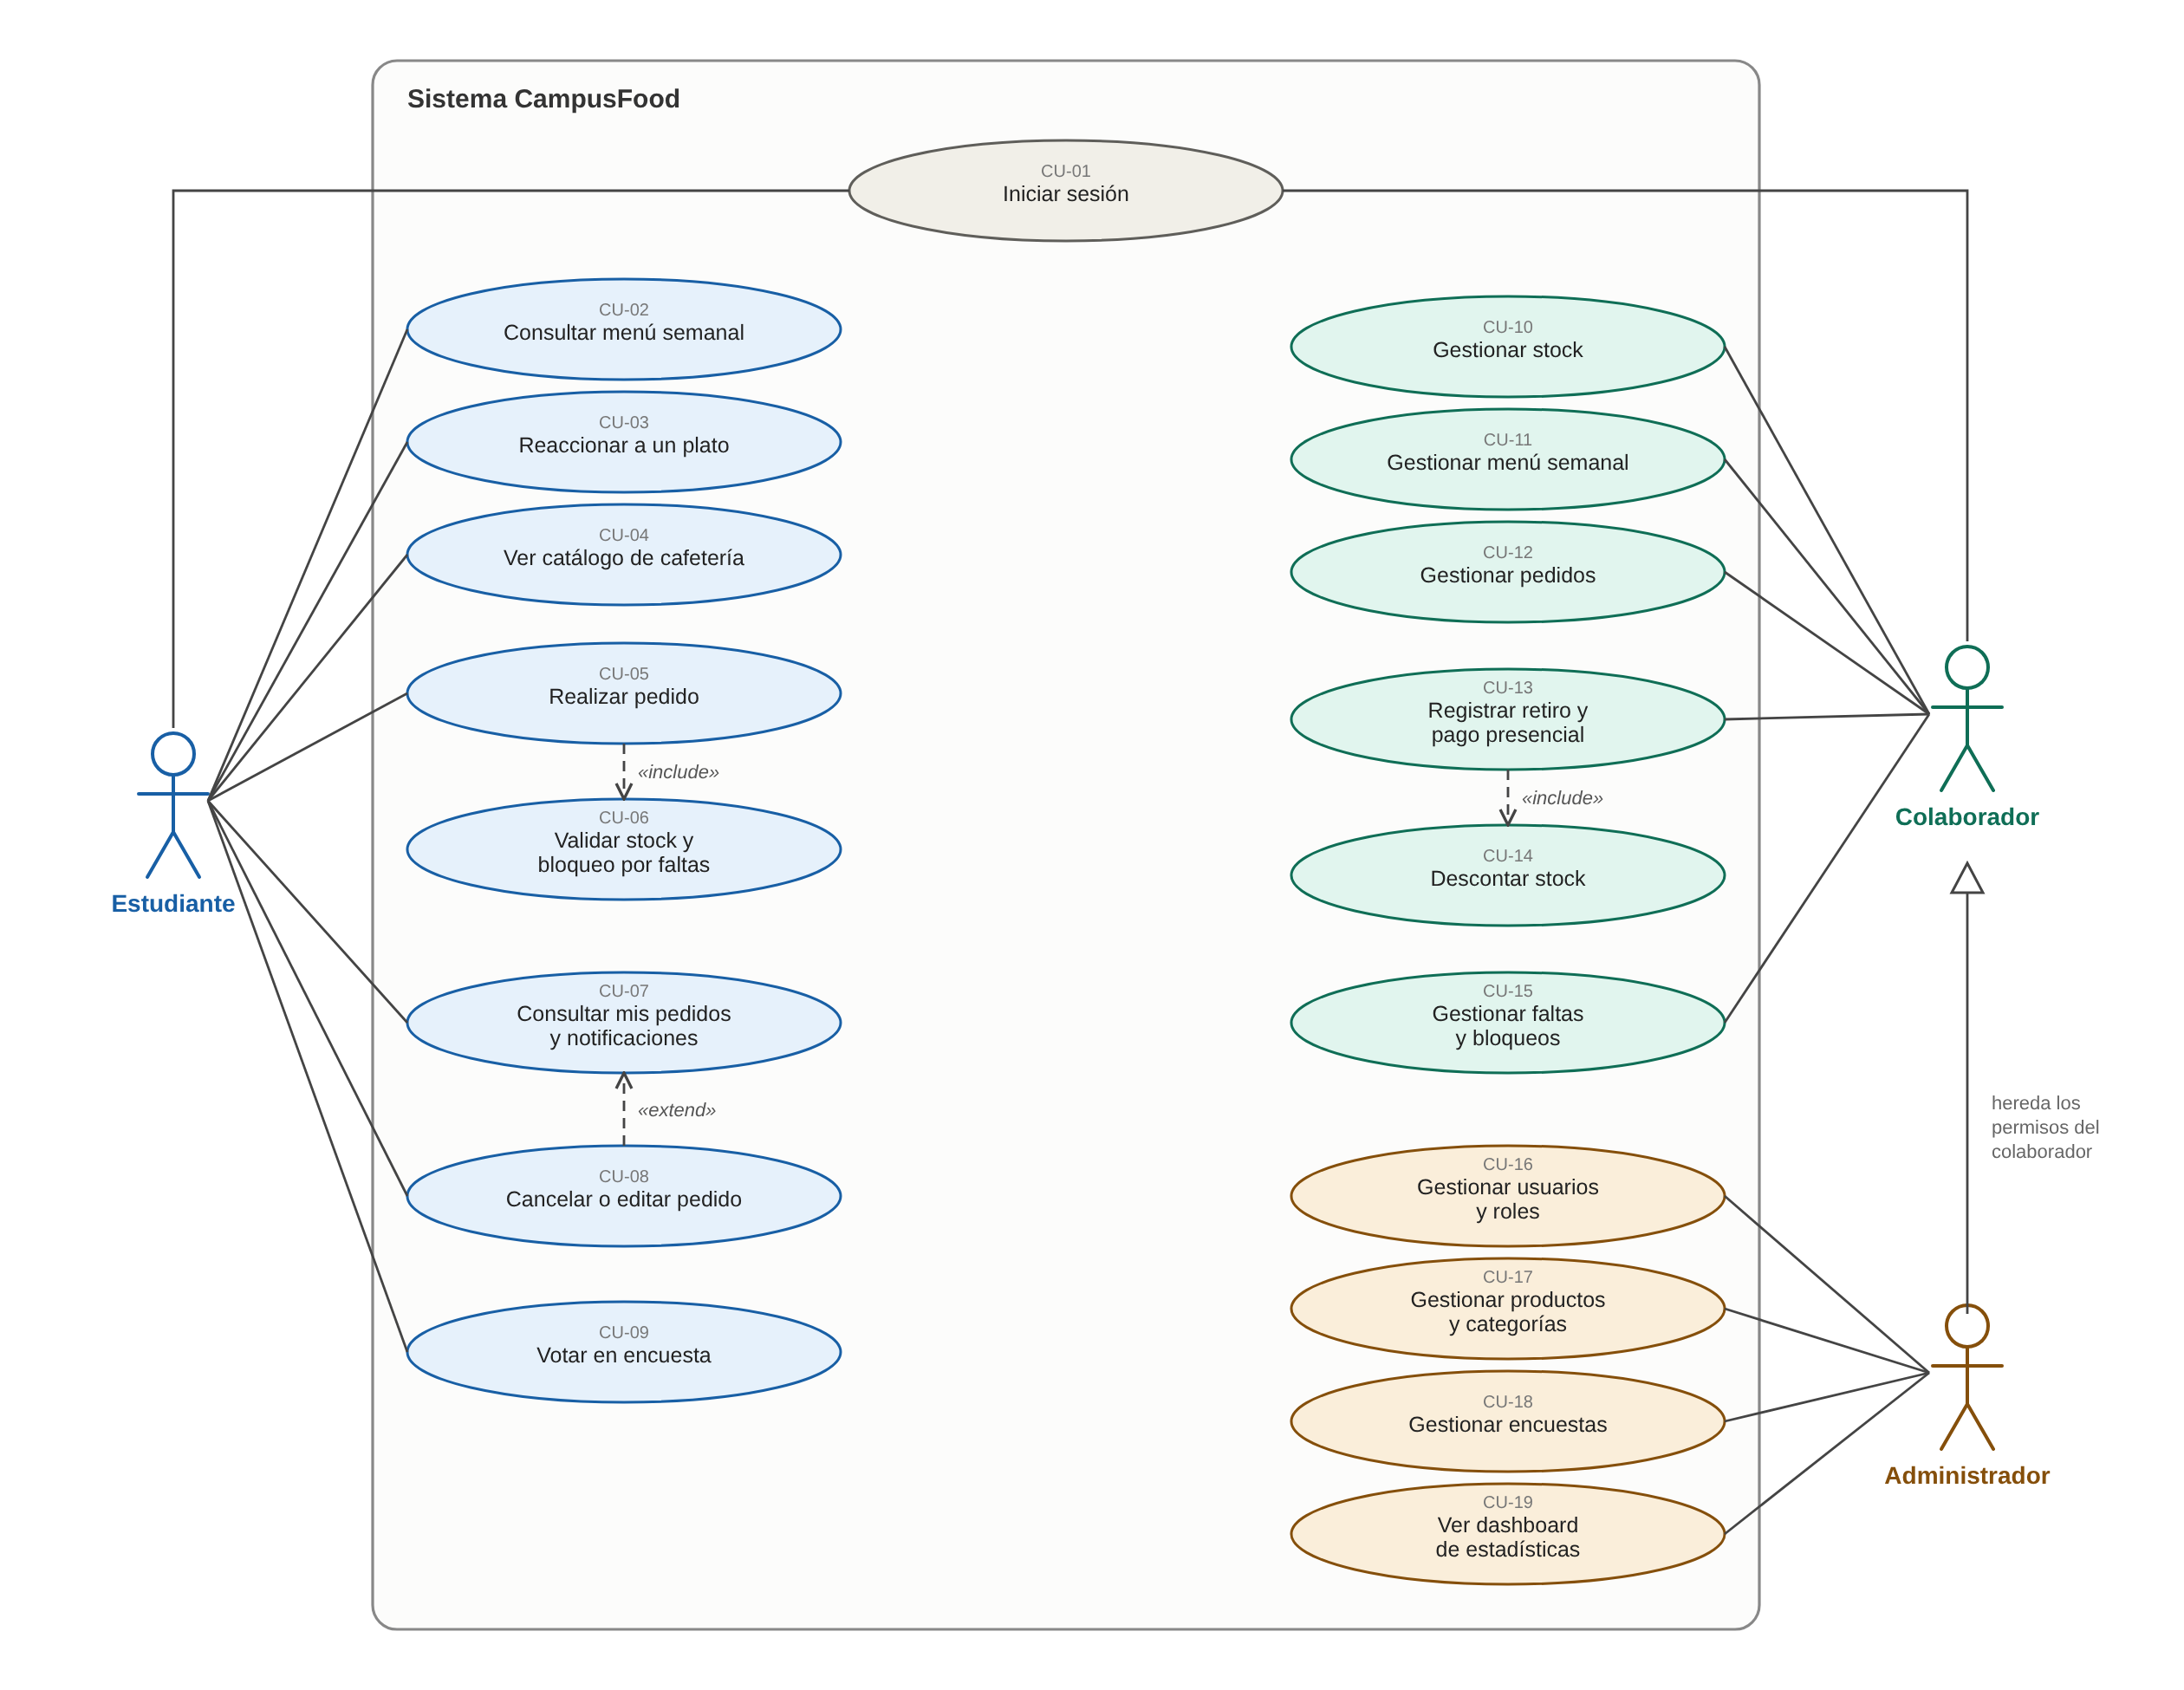 Sistema CampusFood
CU-01
Iniciar sesión
CU-02
Consultar menú semanal
CU-03
Reaccionar a un plato
CU-04
Ver catálogo de cafetería
CU-05
Realizar pedido
«include»
CU-06
Validar stock y
bloqueo por faltas
CU-07
Consultar mis pedidos
y notificaciones
«extend»
CU-08
Cancelar o editar pedido
CU-09
Votar en encuesta
Estudiante
CU-10
Gestionar stock
CU-11
Gestionar menú semanal
CU-12
Gestionar pedidos
CU-13
Registrar retiro y
pago presencial
«include»
CU-14
Descontar stock
CU-15
Gestionar faltas
y bloqueos
CU-16
Gestionar usuarios
y roles
CU-17
Gestionar productos
y categorías
CU-18
Gestionar encuestas
CU-19
Ver dashboard
de estadísticas
Colaborador
hereda los
permisos del
colaborador
Administrador